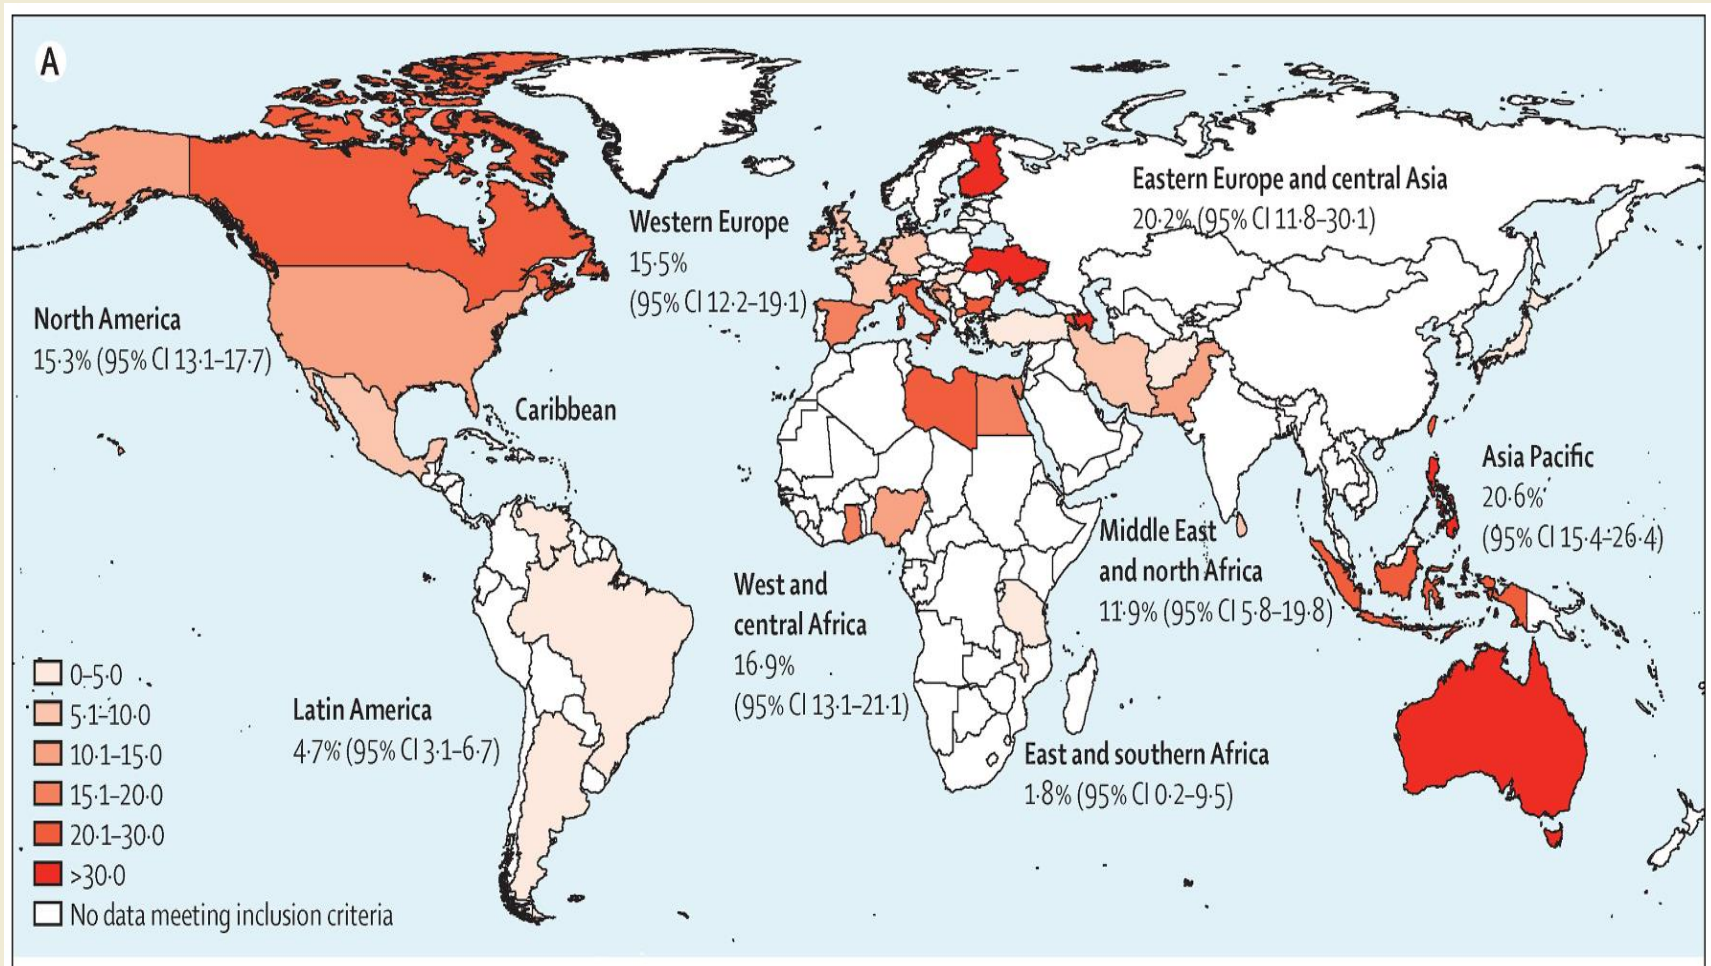 A
Eastern Europe and central Asia
20·2% (95% CI 11·8–30·1)
Western Europe
15·5%
(95% CI 12·2–19·1)
North America
15·3% (95% CI 13·1–17·7)
Caribbean
Asia Pacific
20·6%
(95% CI 15·4–26·4)
Middle East
and north Africa
11·9% (95% CI 5·8–19·8)
West and
central Africa
16·9%
(95% CI 13·1–21·1)
Latin America
4·7% (95% CI 3·1–6·7)
East and southern Africa
1·8% (95% CI 0·2–9·5)
0–5·0
5·1–10·0
10·1–15·0
15·1–20·0
20·1–30·0
>30·0
No data meeting inclusion criteria